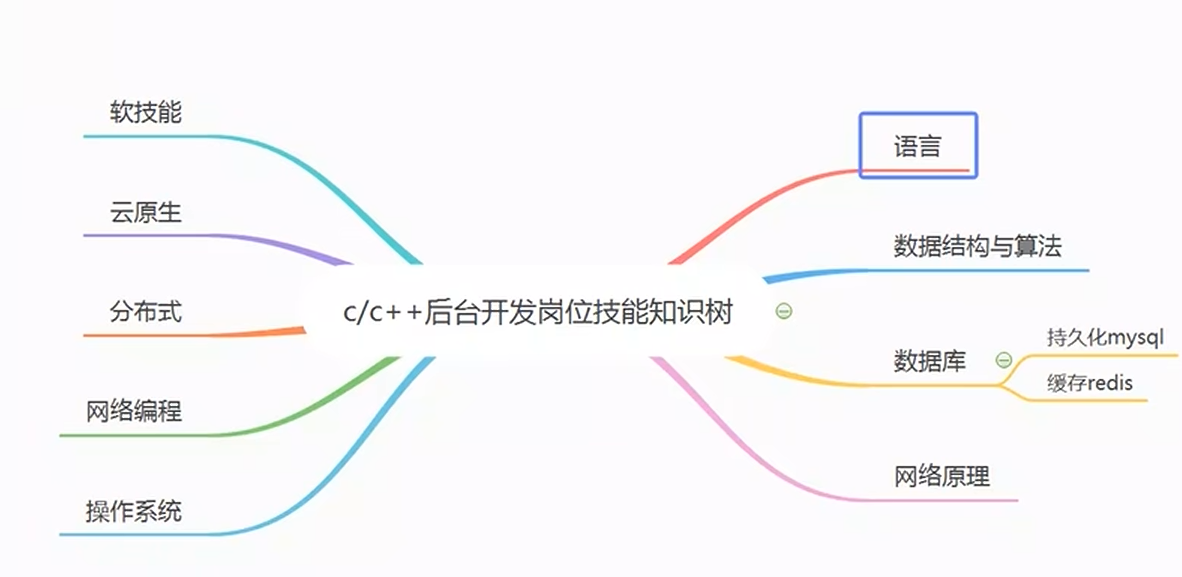 软技能
云原生
分布式
网络编程
操作系统
c/c++后台开发岗位技能知识树
语言
数据结构与算法
数据库
持久化mysql
缓存redis
网络原理